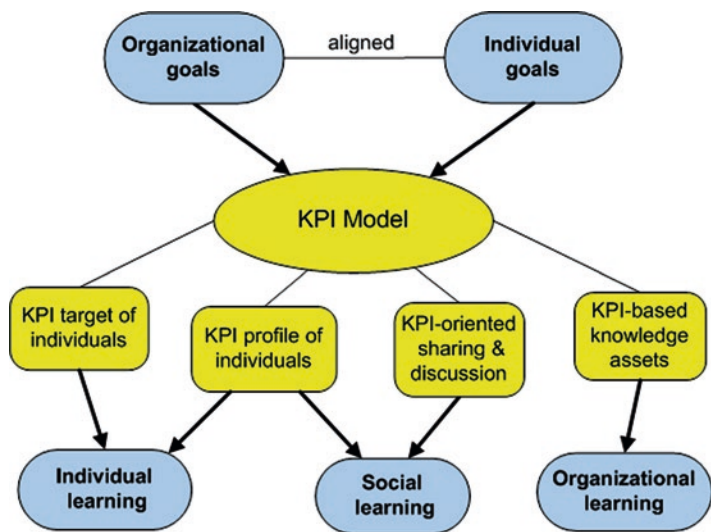 Organizational
goals
aligned
Individual
goals
KPI Model
KPI target of
individuals
KPI profile of
individuals
KPI-oriented
sharing &
discussion
KPI-based
knowledge
assets
Individual
learning
Social
learning
Organizational
learning